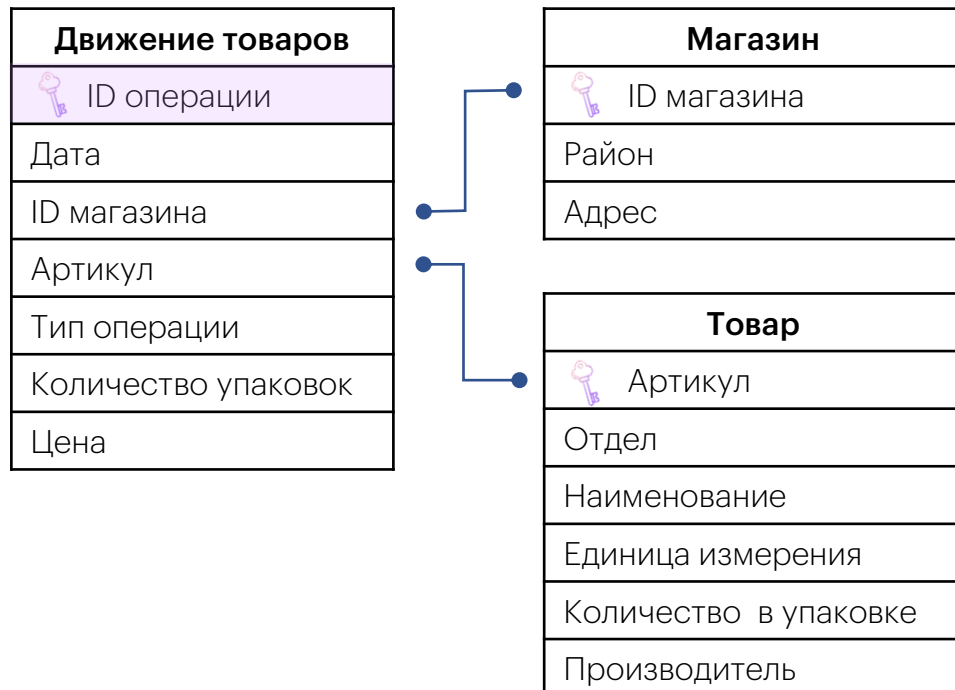 Движение товаров
ID операции
Дата
ID магазина
Артикул
Тип операции
Количество упаковок
Цена
Магазин
ID магазина
Район
Адрес
Товар
Артикул
Отдел
Наименование
Единица измерения
Количество в упаковке
Производитель